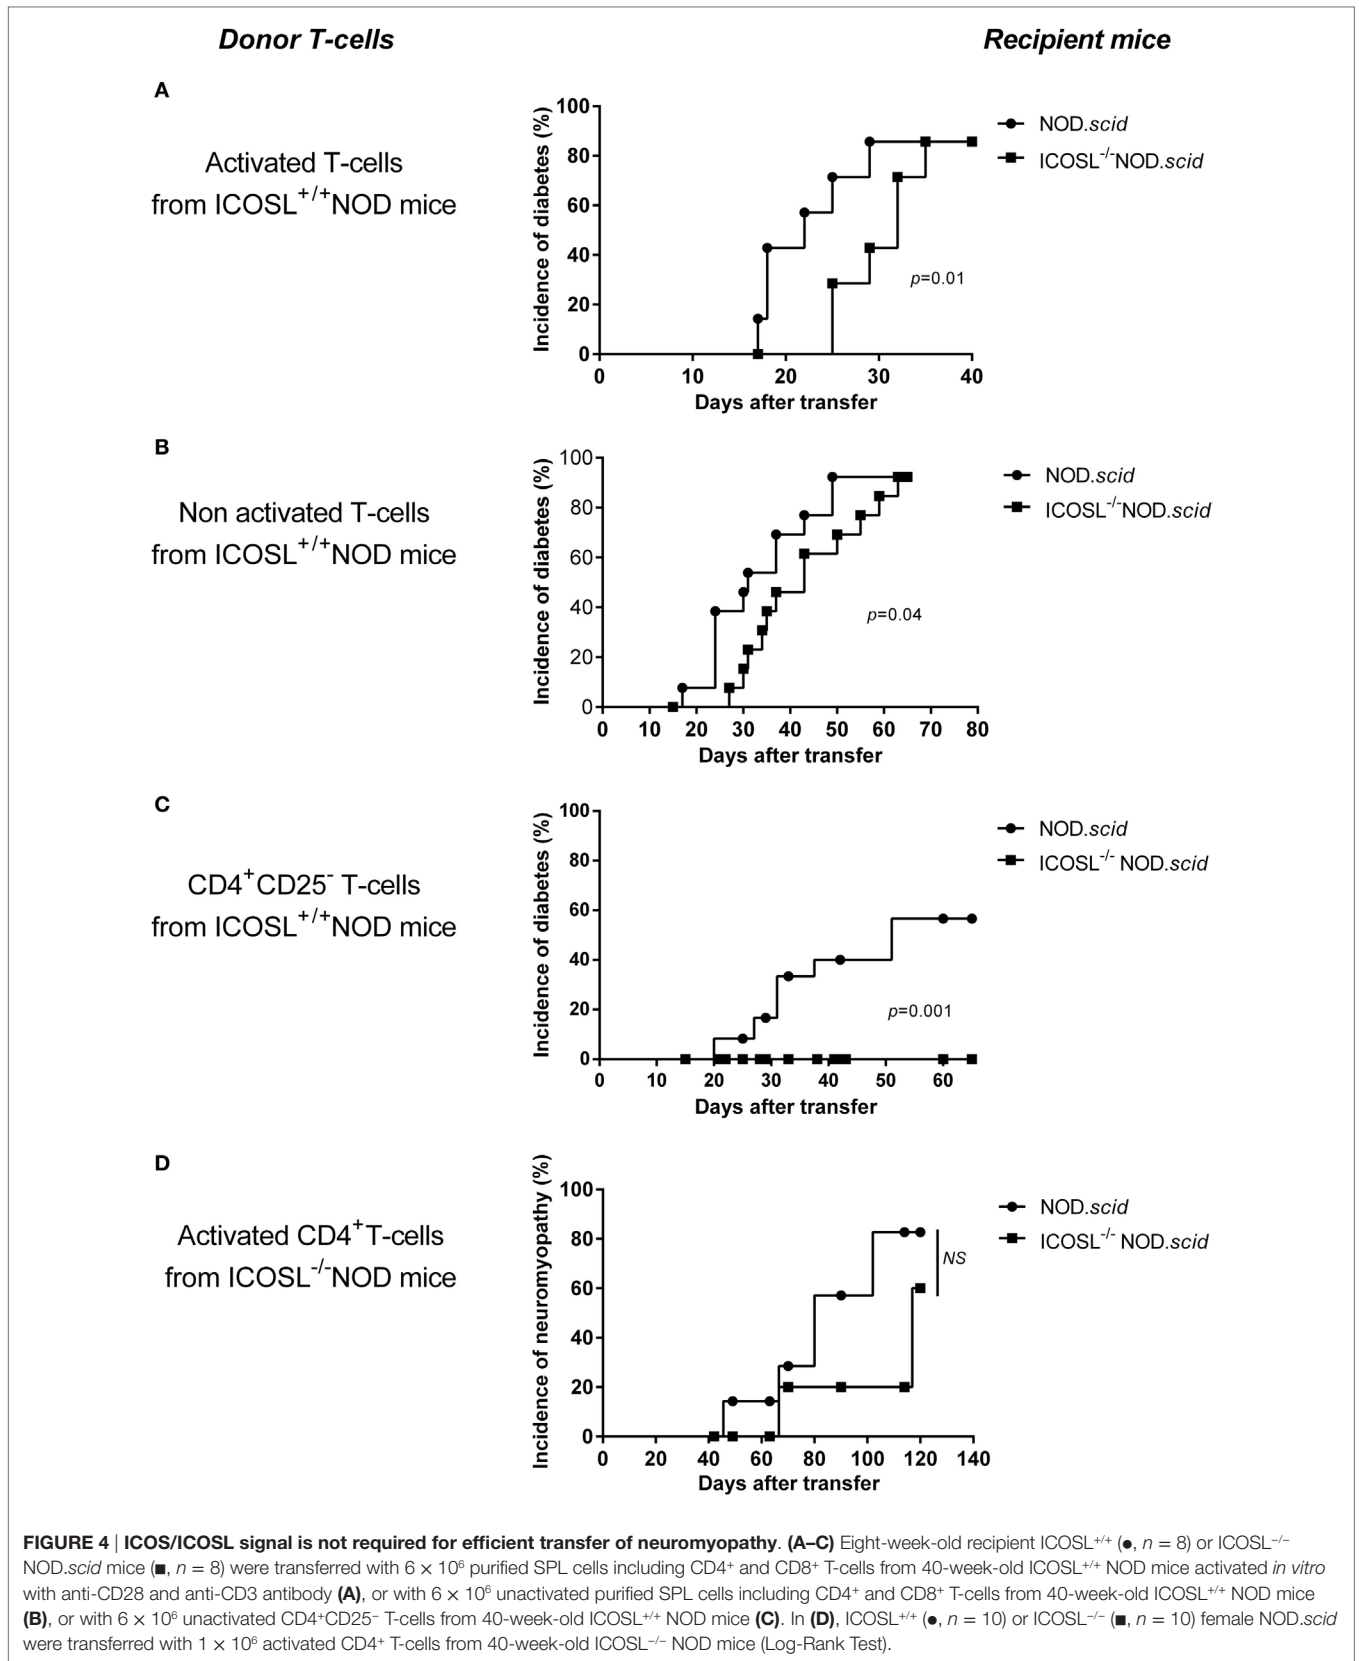 Donor T-cells
Recipient mice
A
Activated T-cells
from ICOSL+/+NOD mice
Incidence of diabetes (%)
100
80
60
40
20
0
0 10 20 30 40
Days after transfer
p=0.01
NOD.scid
ICOSL-/-NOD.scid
B
Non activated T-cells
from ICOSL+/+NOD mice
Incidence of diabetes (%)
100
80
60
40
20
0
0 10 20 30 40 50 60 70 80
Days after transfer
p=0.04
NOD.scid
ICOSL-/-NOD.scid
C
CD4+CD25- T-cells
from ICOSL+/+NOD mice
Incidence of diabetes (%)
100
80
60
40
20
0
0 10 20 30 40 50 60
Days after transfer
p=0.001
NOD.scid
ICOSL-/- NOD.scid
D
Activated CD4+T-cells
from ICOSL-/-NOD mice
Incidence of neuromyopathy (%)
100
80
60
40
20
0
0 20 40 60 80 100 120 140
Days after transfer
NS
NOD.scid
ICOSL-/- NOD.scid
FIGURE 4 | ICOS/ICOSL signal is not required for efficient transfer of neuromyopathy. (A–C) Eight-week-old recipient ICOSL+/+ (●, n = 8) or ICOSL−/−
NOD.scid mice (■, n = 8) were transferred with 6 × 10⁶ purified SPL cells including CD4+ and CD8+ T-cells from 40-week-old ICOSL+/+ NOD mice activated in vitro
with anti-CD28 and anti-CD3 antibody (A), or with 6 × 10⁶ unactivated purified SPL cells including CD4+ and CD8+ T-cells from 40-week-old ICOSL+/+ NOD mice
(B), or with 6 × 10⁶ unactivated CD4+CD25− T-cells from 40-week-old ICOSL+/+ NOD mice (C). In (D), ICOSL+/+ (●, n = 10) or ICOSL−/− (■, n = 10) female NOD.scid
were transferred with 1 × 10⁶ activated CD4+ T-cells from 40-week-old ICOSL−/− NOD mice (Log-Rank Test).